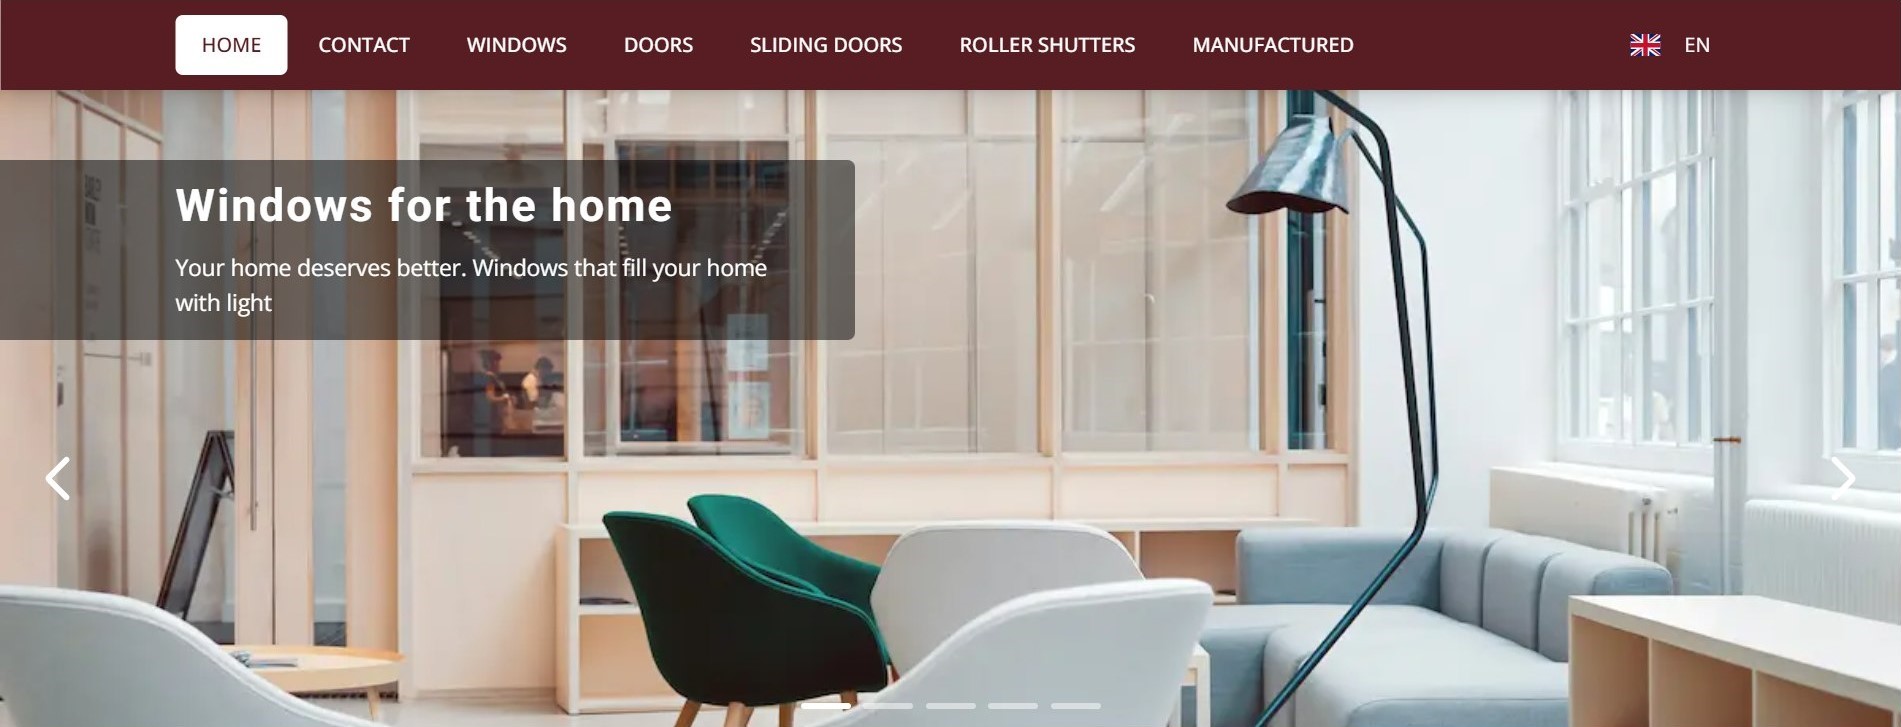 HOME CONTACT WINDOWS DOORS SLIDING DOORS ROLLER SHUTTERS MANUFACTURED EN
Windows for the home
Your home deserves better. Windows that fill your home
with light